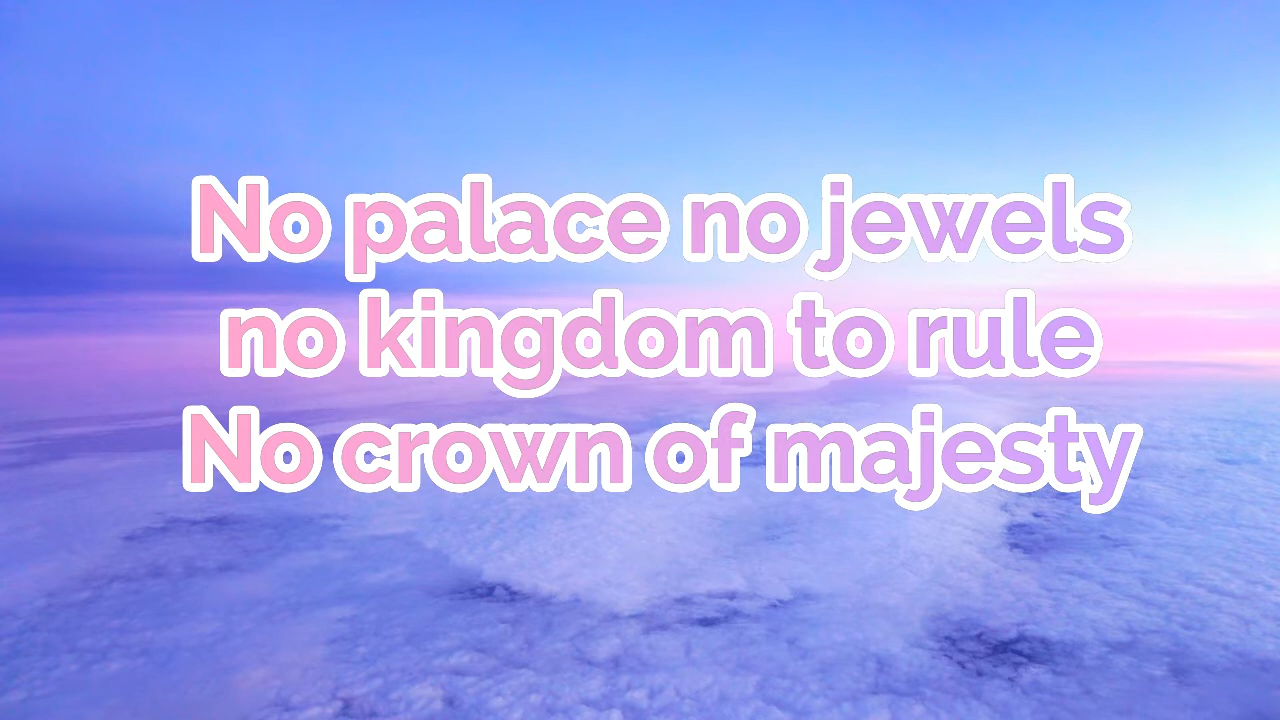 No palace no jewels
no kingdom to rule
No crown of majesty